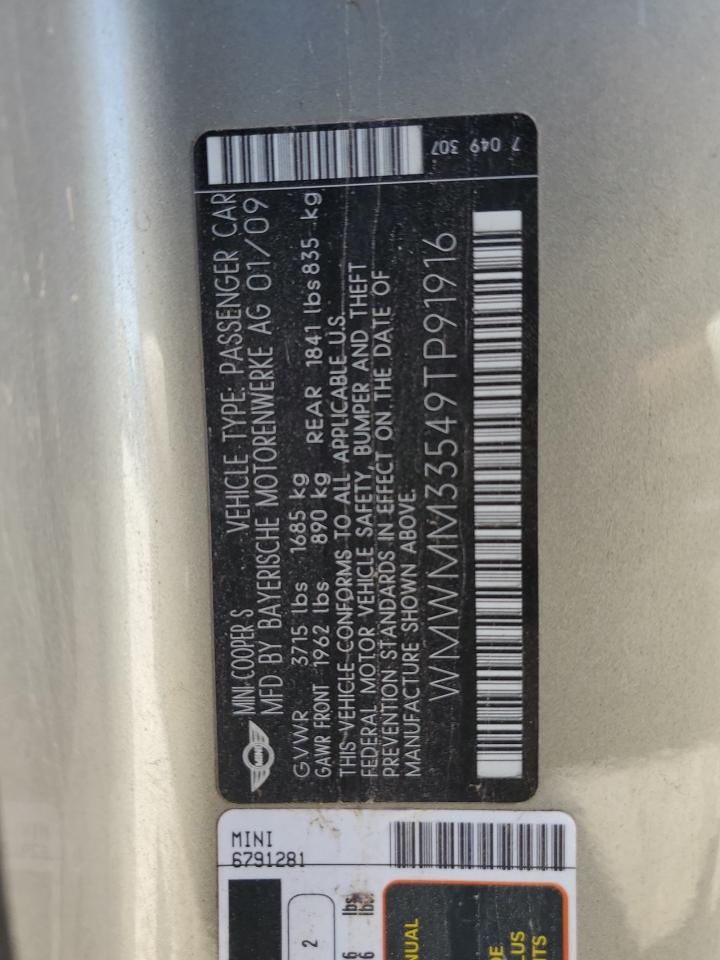 7 049 307
MINI COOPER S VEHICLE TYPE: PASSENGER CAR
MFD BY BAYERISCHE MOTORENWERKE AG 01/09
GVWR 3715 lbs 1685 kg
GAWR FRONT 1962 lbs 890 kg REAR 1841 lbs 835 kg
THIS VEHICLE CONFORMS TO ALL APPLICABLE U.S.
FEDERAL MOTOR VEHICLE SAFETY, BUMPER AND THEFT
PREVENTION STANDARDS IN EFFECT ON THE DATE OF
MANUFACTURE SHOWN ABOVE.
WMWMM33549TP91916
MINI
6791281
2
lbs.
lbs.